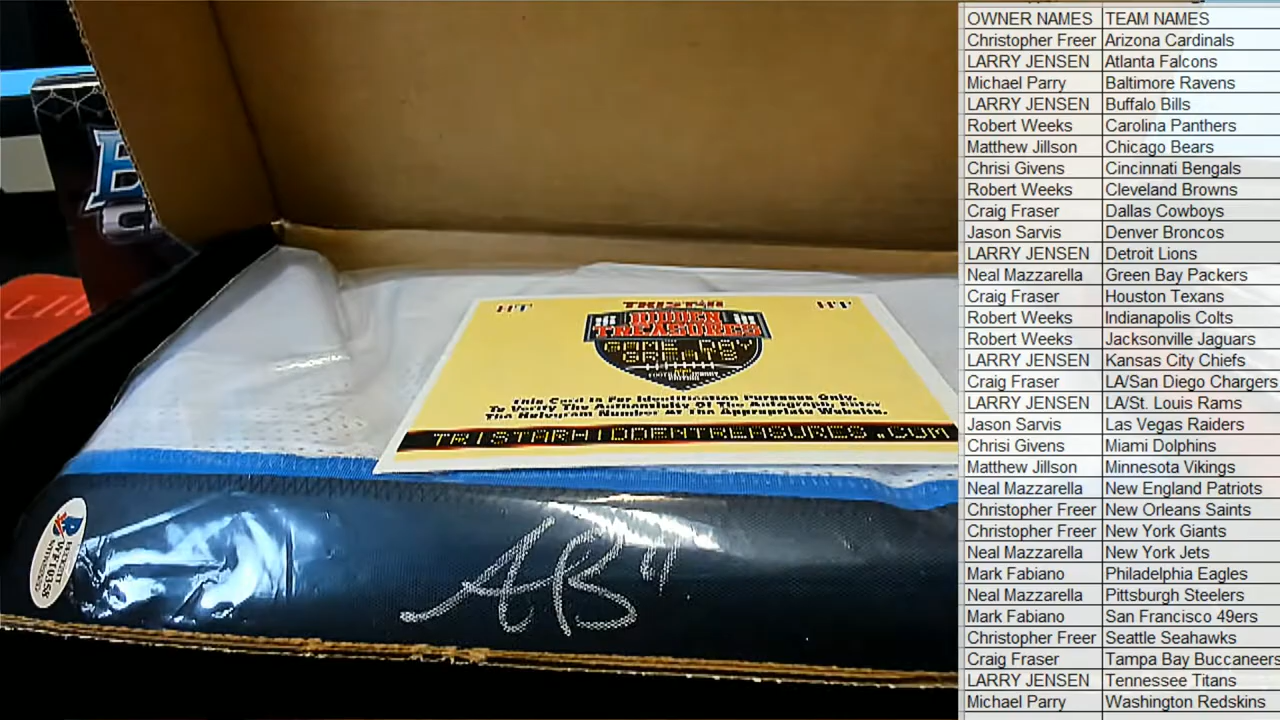 OWNER NAMES TEAM NAMES
Christopher Freer Arizona Cardinals
LARRY JENSEN Atlanta Falcons
Michael Parry Baltimore Ravens
LARRY JENSEN Buffalo Bills
Robert Weeks Carolina Panthers
Matthew Jillson Chicago Bears
Chrisi Givens Cincinnati Bengals
Robert Weeks Cleveland Browns
Craig Fraser Dallas Cowboys
Jason Sarvis Denver Broncos
LARRY JENSEN Detroit Lions
Neal Mazzarella Green Bay Packers
Craig Fraser Houston Texans
Robert Weeks Indianapolis Colts
Robert Weeks Jacksonville Jaguars
LARRY JENSEN Kansas City Chiefs
Craig Fraser LA/San Diego Chargers
LARRY JENSEN LA/St. Louis Rams
Jason Sarvis Las Vegas Raiders
Chrisi Givens Miami Dolphins
Matthew Jillson Minnesota Vikings
Neal Mazzarella New England Patriots
Christopher Freer New Orleans Saints
Christopher Freer New York Giants
Neal Mazzarella New York Jets
Mark Fabiano Philadelphia Eagles
Neal Mazzarella Pittsburgh Steelers
Mark Fabiano San Francisco 49ers
Christopher Freer Seattle Seahawks
Craig Fraser Tampa Bay Buccaneers
LARRY JENSEN Tennessee Titans
Michael Parry Washington Redskins
HT HT
TRISTAR
HIDDEN
TREASURES
GAME DAY
GREATS
This Card Is For Identification Purposes Only.
To Verify The Authenticity Of The Autograph, Enter
The Hologram Number At The Appropriate Website.
TRISTARHIDDENTREASURES.COM
AB